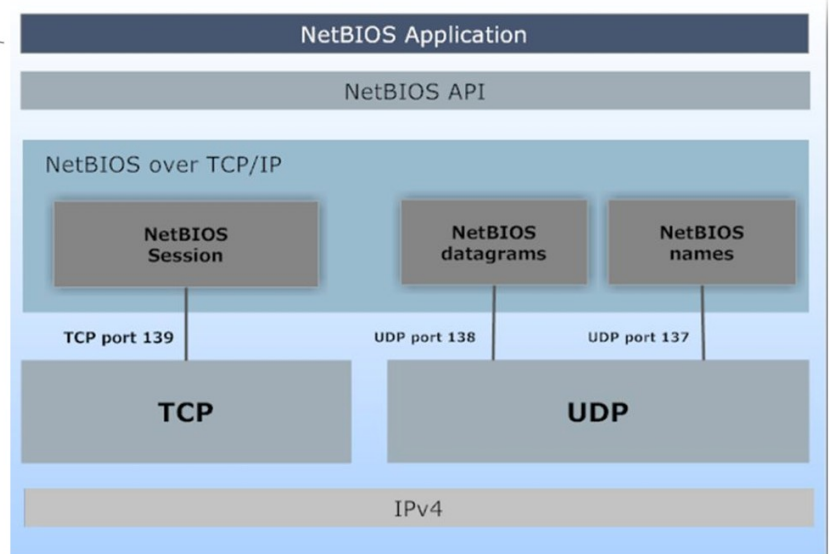 NetBIOS Application
NetBIOS API
NetBIOS over TCP/IP
NetBIOS
Session
NetBIOS
datagrams
NetBIOS
names
TCP port 139
UDP port 138
UDP port 137
TCP
UDP
IPv4